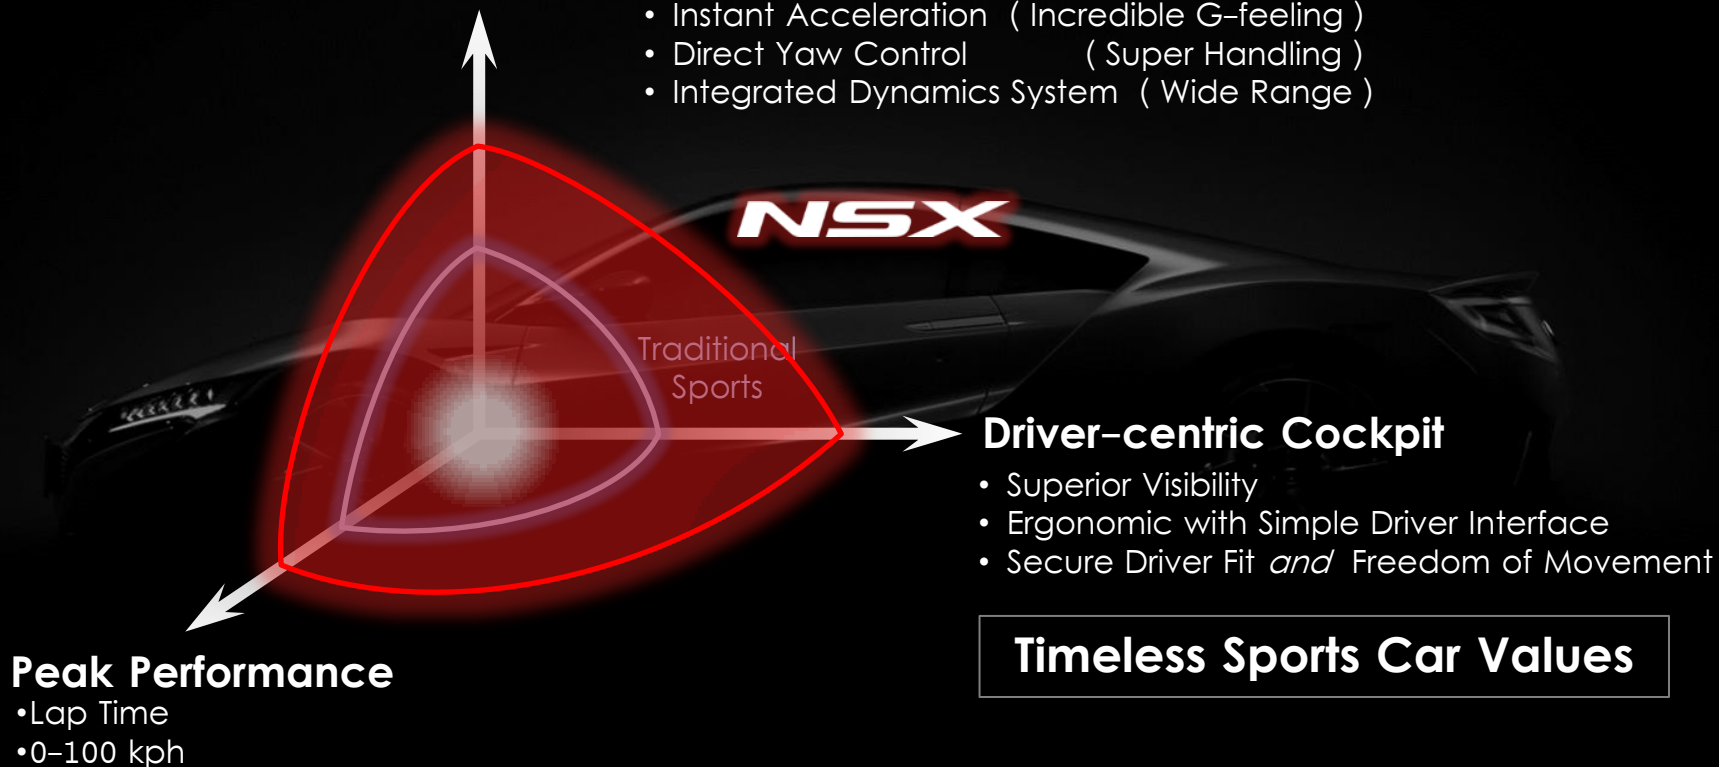 • Instant Acceleration ( Incredible G-feeling )
• Direct Yaw Control ( Super Handling )
• Integrated Dynamics System ( Wide Range )
NSX
Traditional
Sports
Driver-centric Cockpit
• Superior Visibility
• Ergonomic with Simple Driver Interface
• Secure Driver Fit and Freedom of Movement
Timeless Sports Car Values
Peak Performance
•Lap Time
•0-100 kph